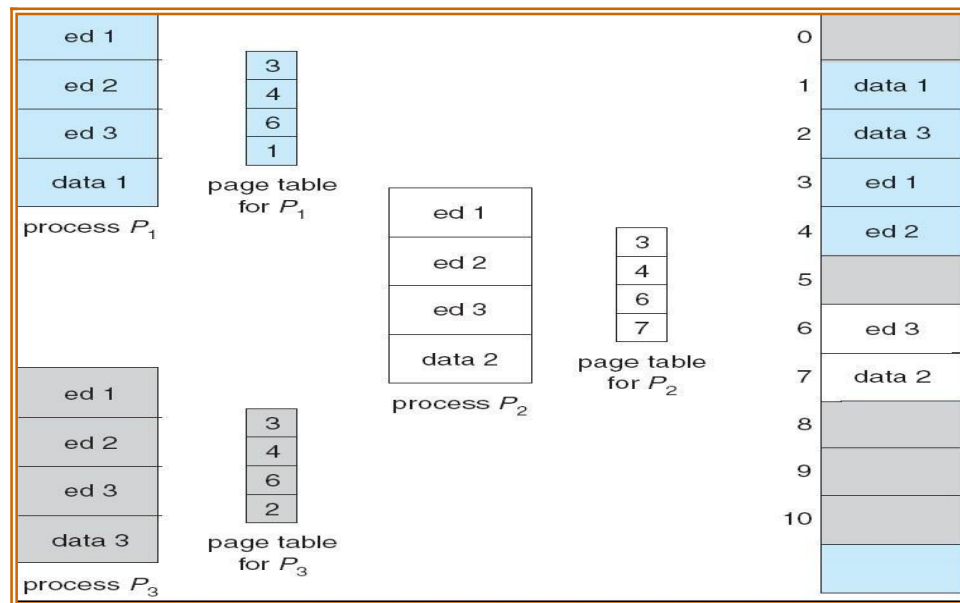 ed 1
ed 2
ed 3
data 1
process P1
3
4
6
1
page table
for P1
ed 1
ed 2
ed 3
data 2
process P2
3
4
6
7
page table
for P2
ed 1
ed 2
ed 3
data 3
process P3
3
4
6
2
page table
for P3
0
1 data 1
2 data 3
3 ed 1
4 ed 2
5
6 ed 3
7 data 2
8
9
10